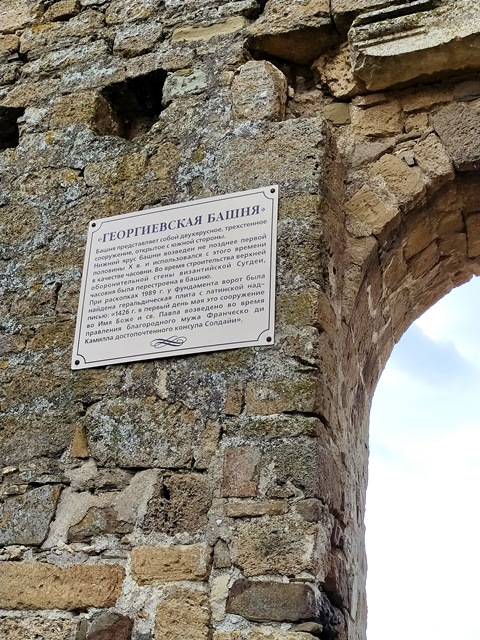 «ГЕОРГИЕВСКАЯ БАШНЯ»
Башня представляет собой двухъярусное, трехстенное
сооружение, открытое с южной стороны.
Нижний ярус башни возведен не позднее первой
половины X в. и использовался с этого времени
в качестве часовни. Во время строительства верхней
оборонительной стены византийской Сугдеи,
часовня была перестроена в башню.
При раскопках 1989 г. у фундамента ворот была
найдена геральдическая плита с латинской над-
писью: «1426 г. в первый день мая это сооружение
во Имя Боже и св. Павла возведено во время
правления благородного мужа Франческо ди
Камилла достопочтенного консула Солдайи».